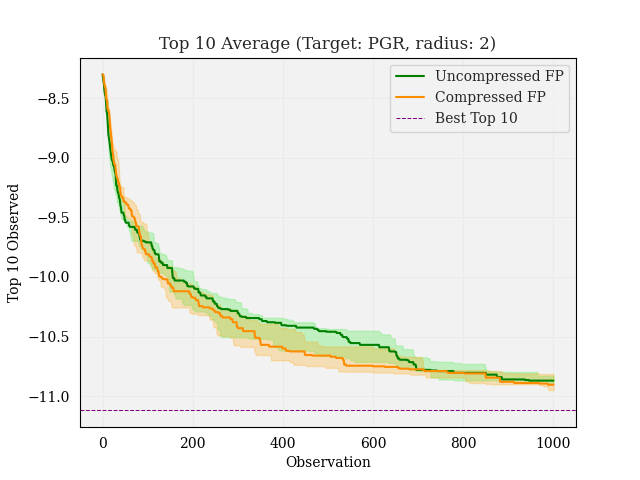 Top 10 Average (Target: PGR, radius: 2)
Uncompressed FP
Compressed FP
Best Top 10
Top 10 Observed
−8.5
−9.0
−9.5
−10.0
−10.5
−11.0
0
200
400
600
800
1000
Observation